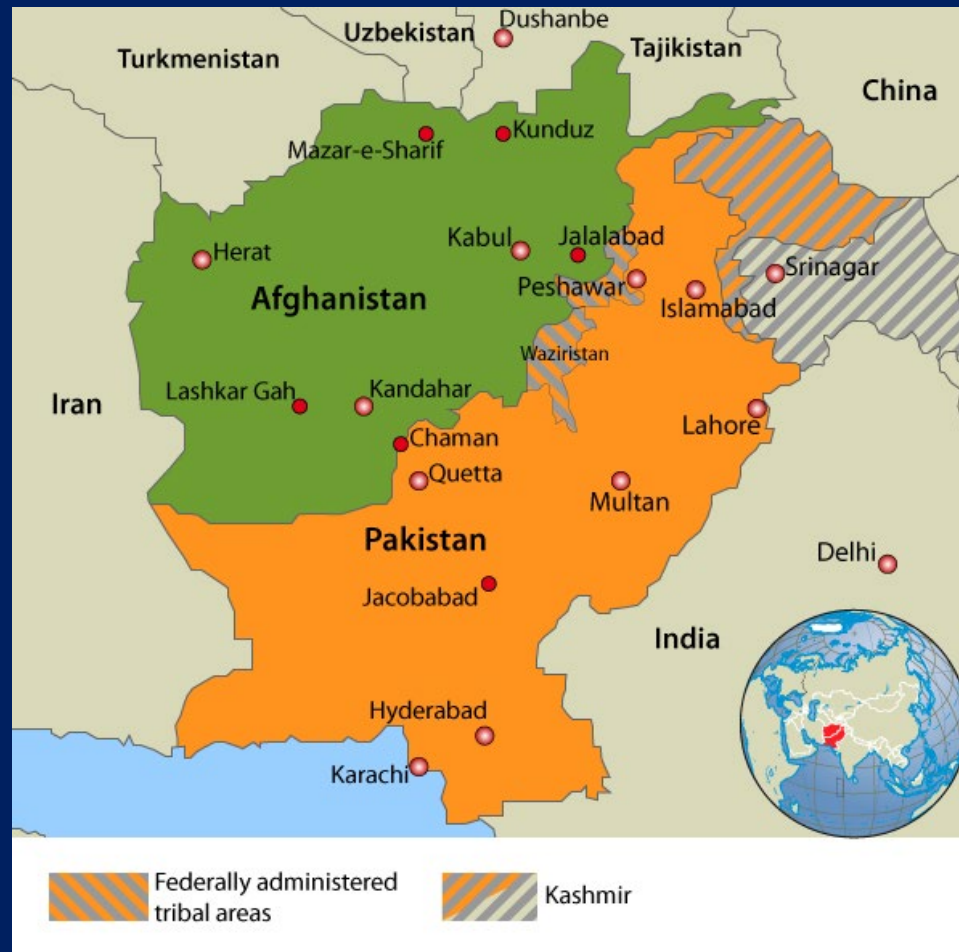 Dushanbe
Uzbekistan
Tajikistan
Turkmenistan
China
Mazar-e-Sharif
Kunduz
Kabul
Jalalabad
Herat
Srinagar
Peshawar
Islamabad
Afghanistan
Waziristan
Lashkar Gah
Kandahar
Iran
Lahore
Chaman
Quetta
Multan
Pakistan
Delhi
Jacobabad
India
Hyderabad
Karachi
Federally administered
tribal areas
Kashmir